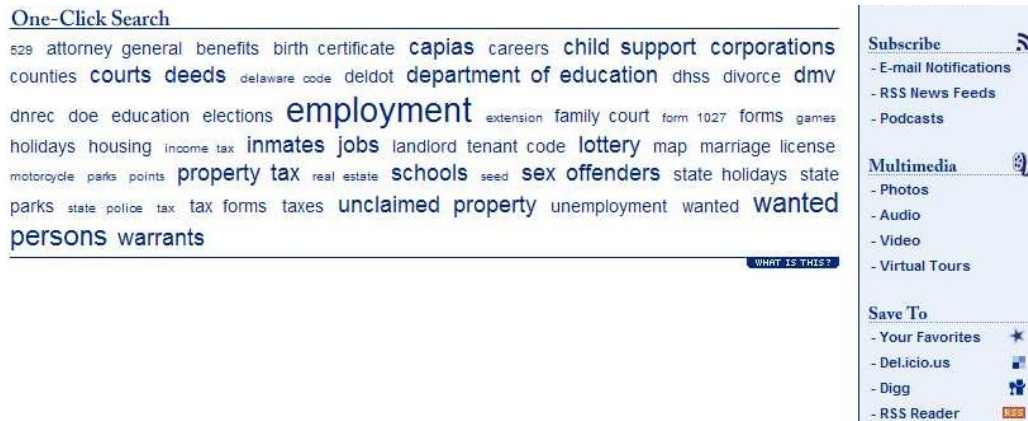 One-Click Search
529 attorney general benefits birth certificate capias careers child support corporations
counties courts deeds delaware code deldot department of education dhss divorce dmv
dnrec doe education elections employment extension family court form 1027 forms games
holidays housing income tax inmates jobs landlord tenant code lottery map marriage license
motorcycle parks points property tax real estate schools seed sex offenders state holidays state
parks state police tax tax forms taxes unclaimed property unemployment wanted wanted
persons warrants
WHAT IS THIS?
Subscribe
- E-mail Notifications
- RSS News Feeds
- Podcasts
Multimedia
- Photos
- Audio
- Video
- Virtual Tours
Save To
- Your Favorites
- Del.icio.us
- Digg
- RSS Reader
RSS